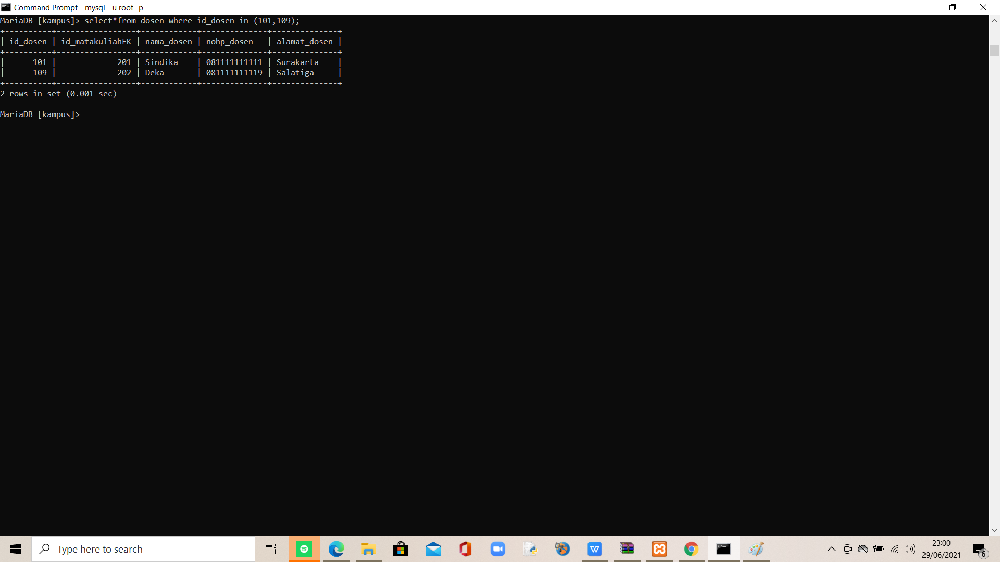 Command Prompt - mysql  -u root -p
MariaDB [kampus]> select*from dosen where id_dosen in (101,109);
+----------+-----------------+------------+--------------+--------------+
| id_dosen | id_matakuliahFK | nama_dosen | nohp_dosen   | alamat_dosen |
+----------+-----------------+------------+--------------+--------------+
|      101 |             201 | Sindika    | 081111111111 | Surakarta    |
|      109 |             202 | Deka       | 081111111119 | Salatiga     |
+----------+-----------------+------------+--------------+--------------+
2 rows in set (0.001 sec)
MariaDB [kampus]>
Type here to search
23:00
29/06/2021
6